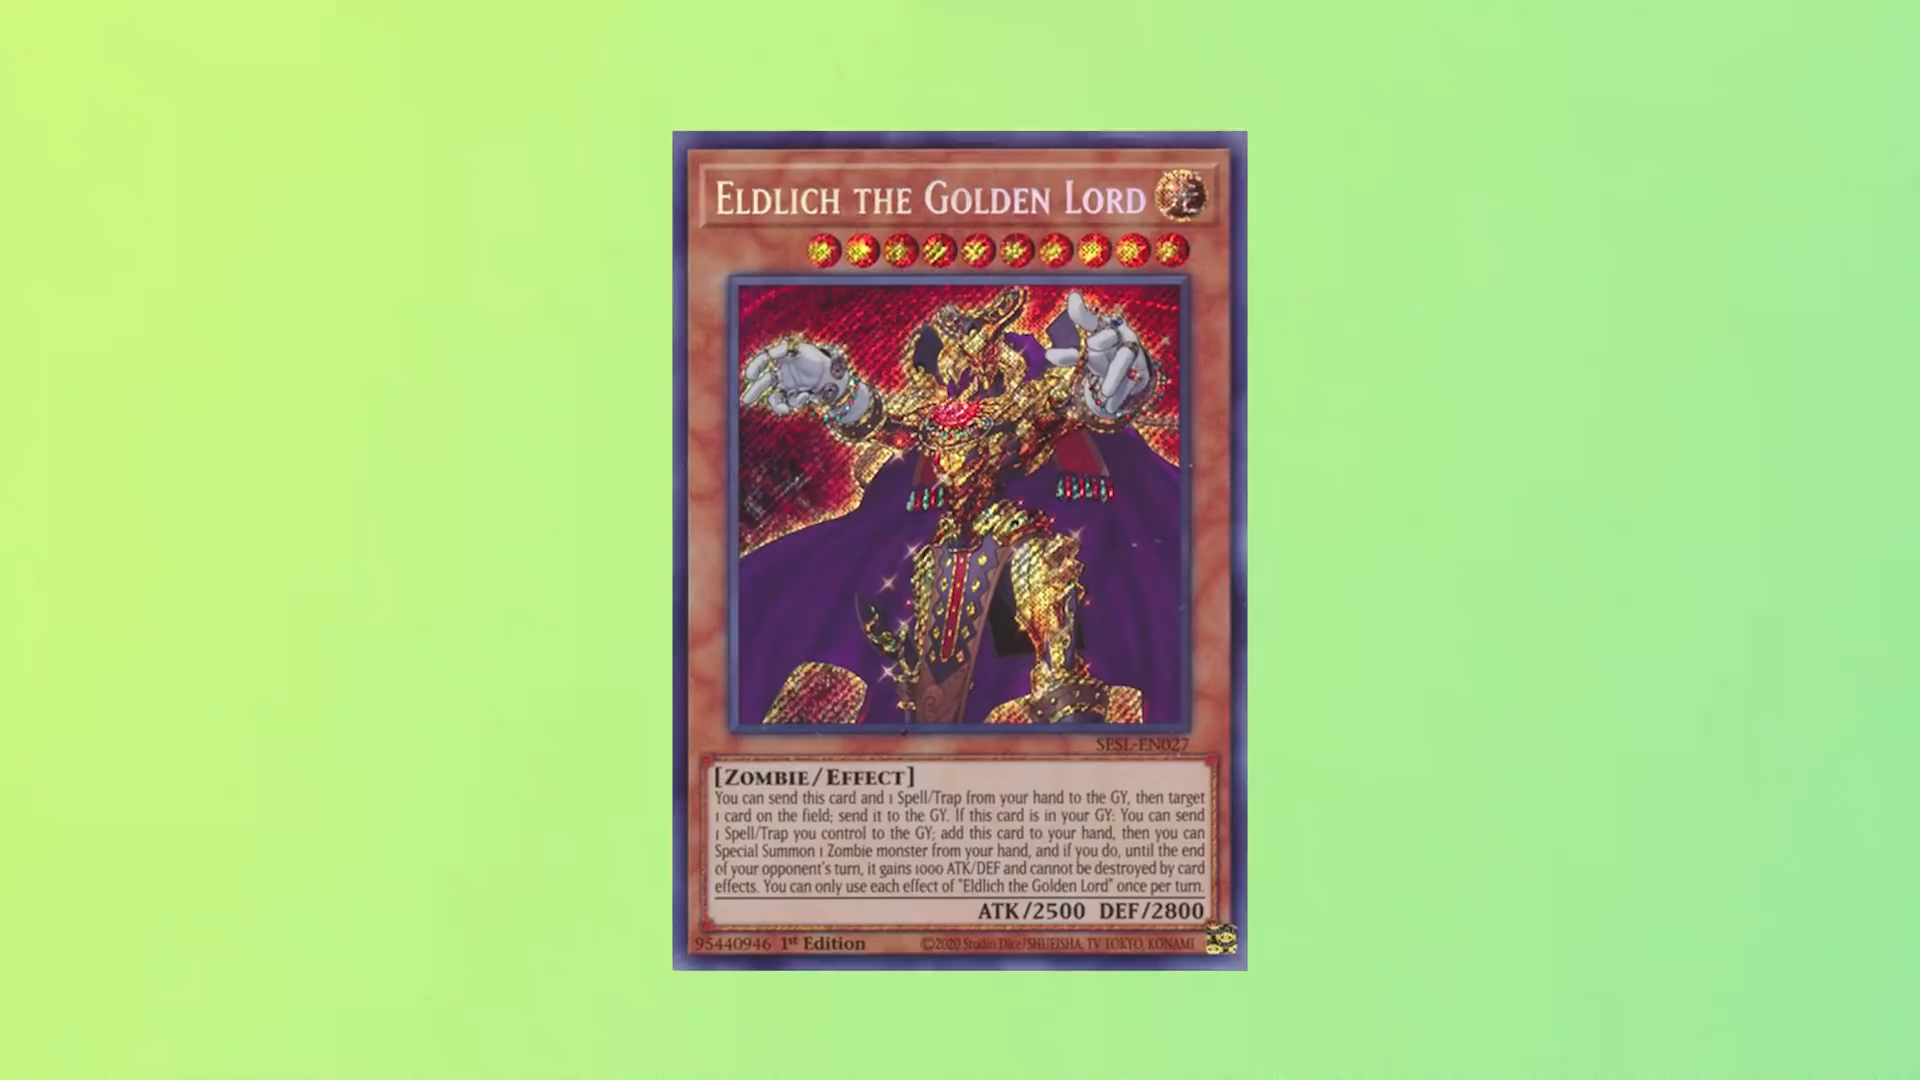 ELDLICH THE GOLDEN LORD
SESL-EN027
[ZOMBIE/EFFECT]
You can send this card and 1 Spell/Trap from your hand to the GY, then target
1 card on the field; send it to the GY. If this card is in your GY: You can send
1 Spell/Trap you control to the GY; add this card to your hand, then you can
Special Summon 1 Zombie monster from your hand, and if you do, until the end
of your opponent's turn, it gains 1000 ATK/DEF and cannot be destroyed by card
effects. You can only use each effect of "Eldlich the Golden Lord" once per turn.
ATK/2500 DEF/2800
95440946 1st Edition ©2020 Studio Dice/SHUEISHA, TV TOKYO, KONAMI